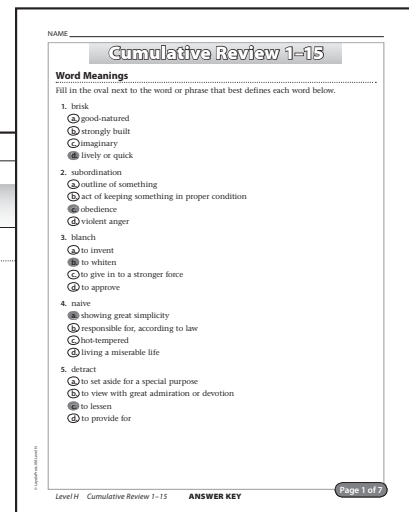 NAME
Cumulative Review 1–15
Word Meanings
Fill in the oval next to the word or phrase that best defines each word below.
1. brisk
a. good-natured
b. strongly built
c. imaginary
d. lively or quick
2. subordination
a. outline of something
b. act of keeping something in proper condition
c. obedience
d. violent anger
3. blanch
a. to invent
b. to whiten
c. to give in to a stronger force
d. to approve
4. naive
a. showing great simplicity
b. responsible for, according to law
c. hot-tempered
d. living a miserable life
5. detract
a. to set aside for a special purpose
b. to view with great admiration or devotion
c. to lessen
d. to provide for
Level H Cumulative Review 1–15 ANSWER KEY
Page 1 of 7